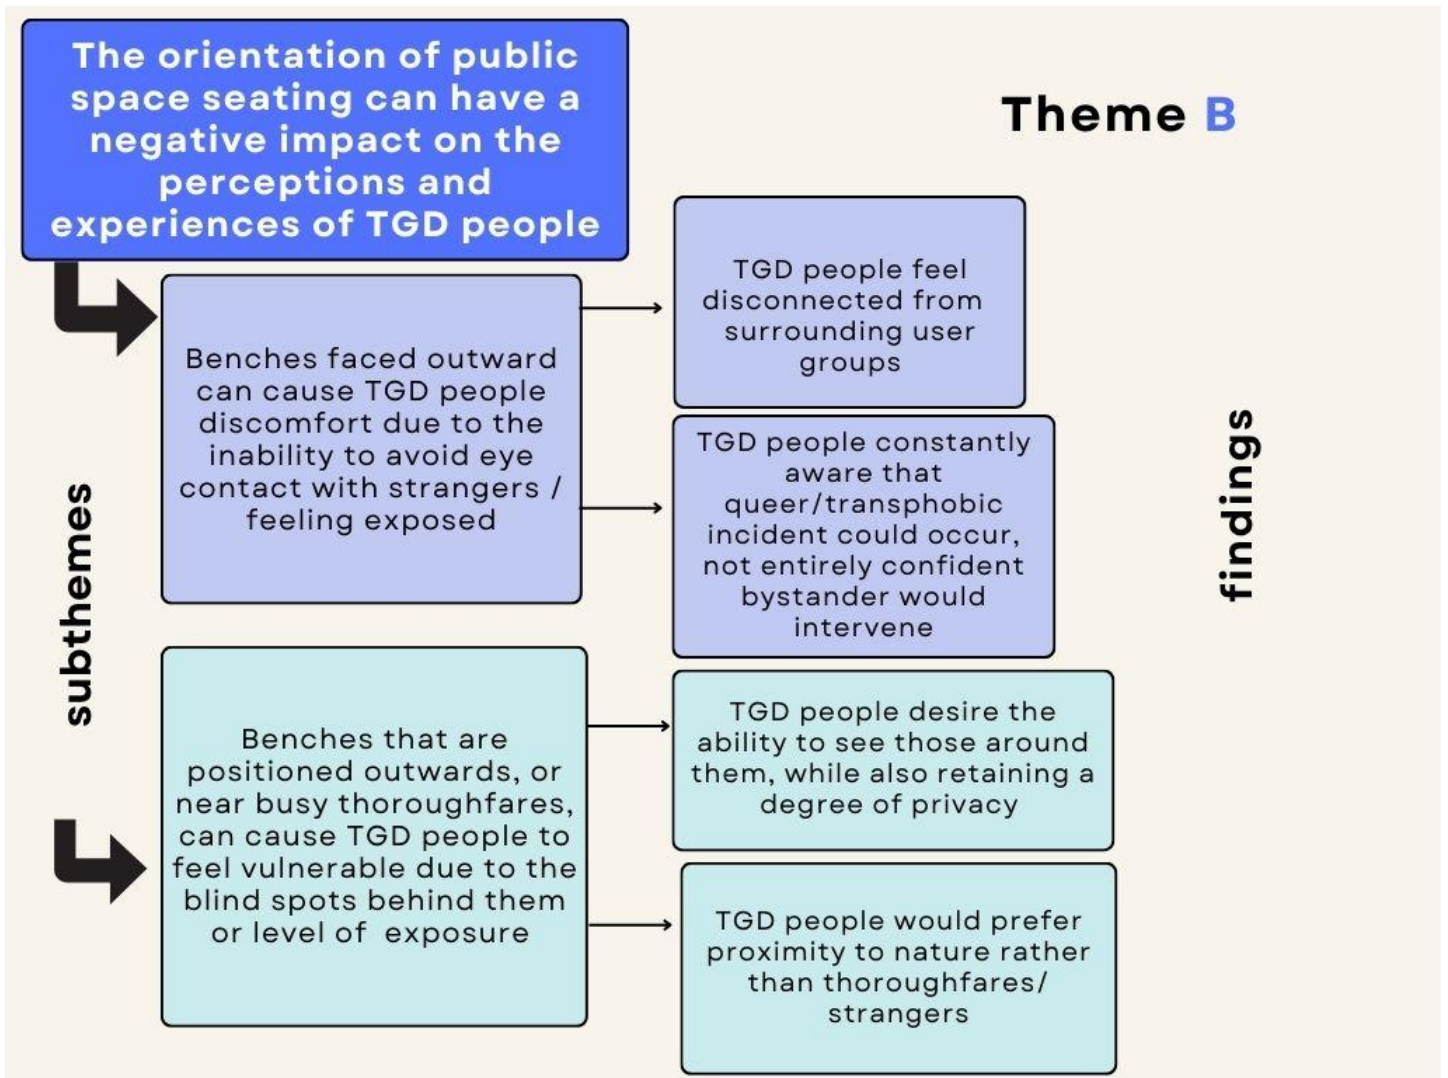 The orientation of public
space seating can have a
negative impact on the
perceptions and
experiences of TGD people
Theme B
subthemes
Benches faced outward
can cause TGD people
discomfort due to the
inability to avoid eye
contact with strangers /
feeling exposed
TGD people feel
disconnected from
surrounding user
groups
TGD people constantly
aware that
queer/transphobic
incident could occur,
not entirely confident
bystander would
intervene
Benches that are
positioned outwards, or
near busy thoroughfares,
can cause TGD people to
feel vulnerable due to the
blind spots behind them
or level of exposure
TGD people desire the
ability to see those around
them, while also retaining a
degree of privacy
TGD people would prefer
proximity to nature rather
than thoroughfares/
strangers
findings